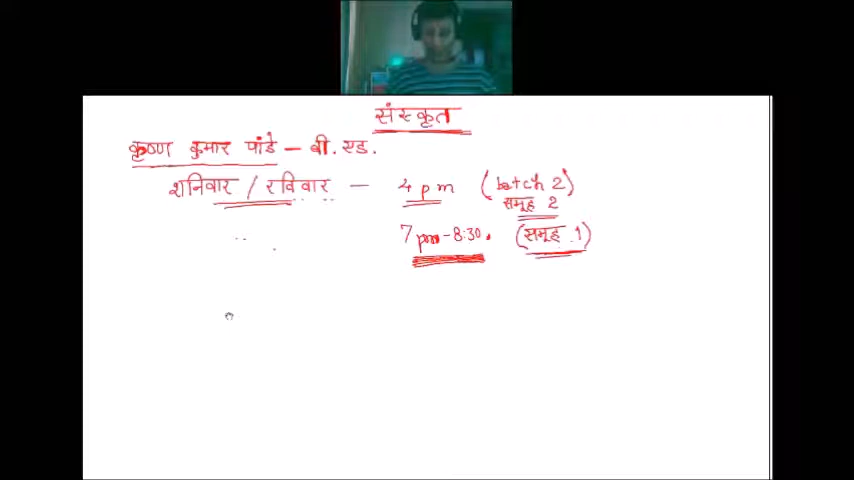 संस्कृत
कृष्ण कुमार पांडे – बी. एड.
शनिवार / रविवार – 4 pm (batch 2)
समूह 2
7 pm - 8:30. (समूह 1)